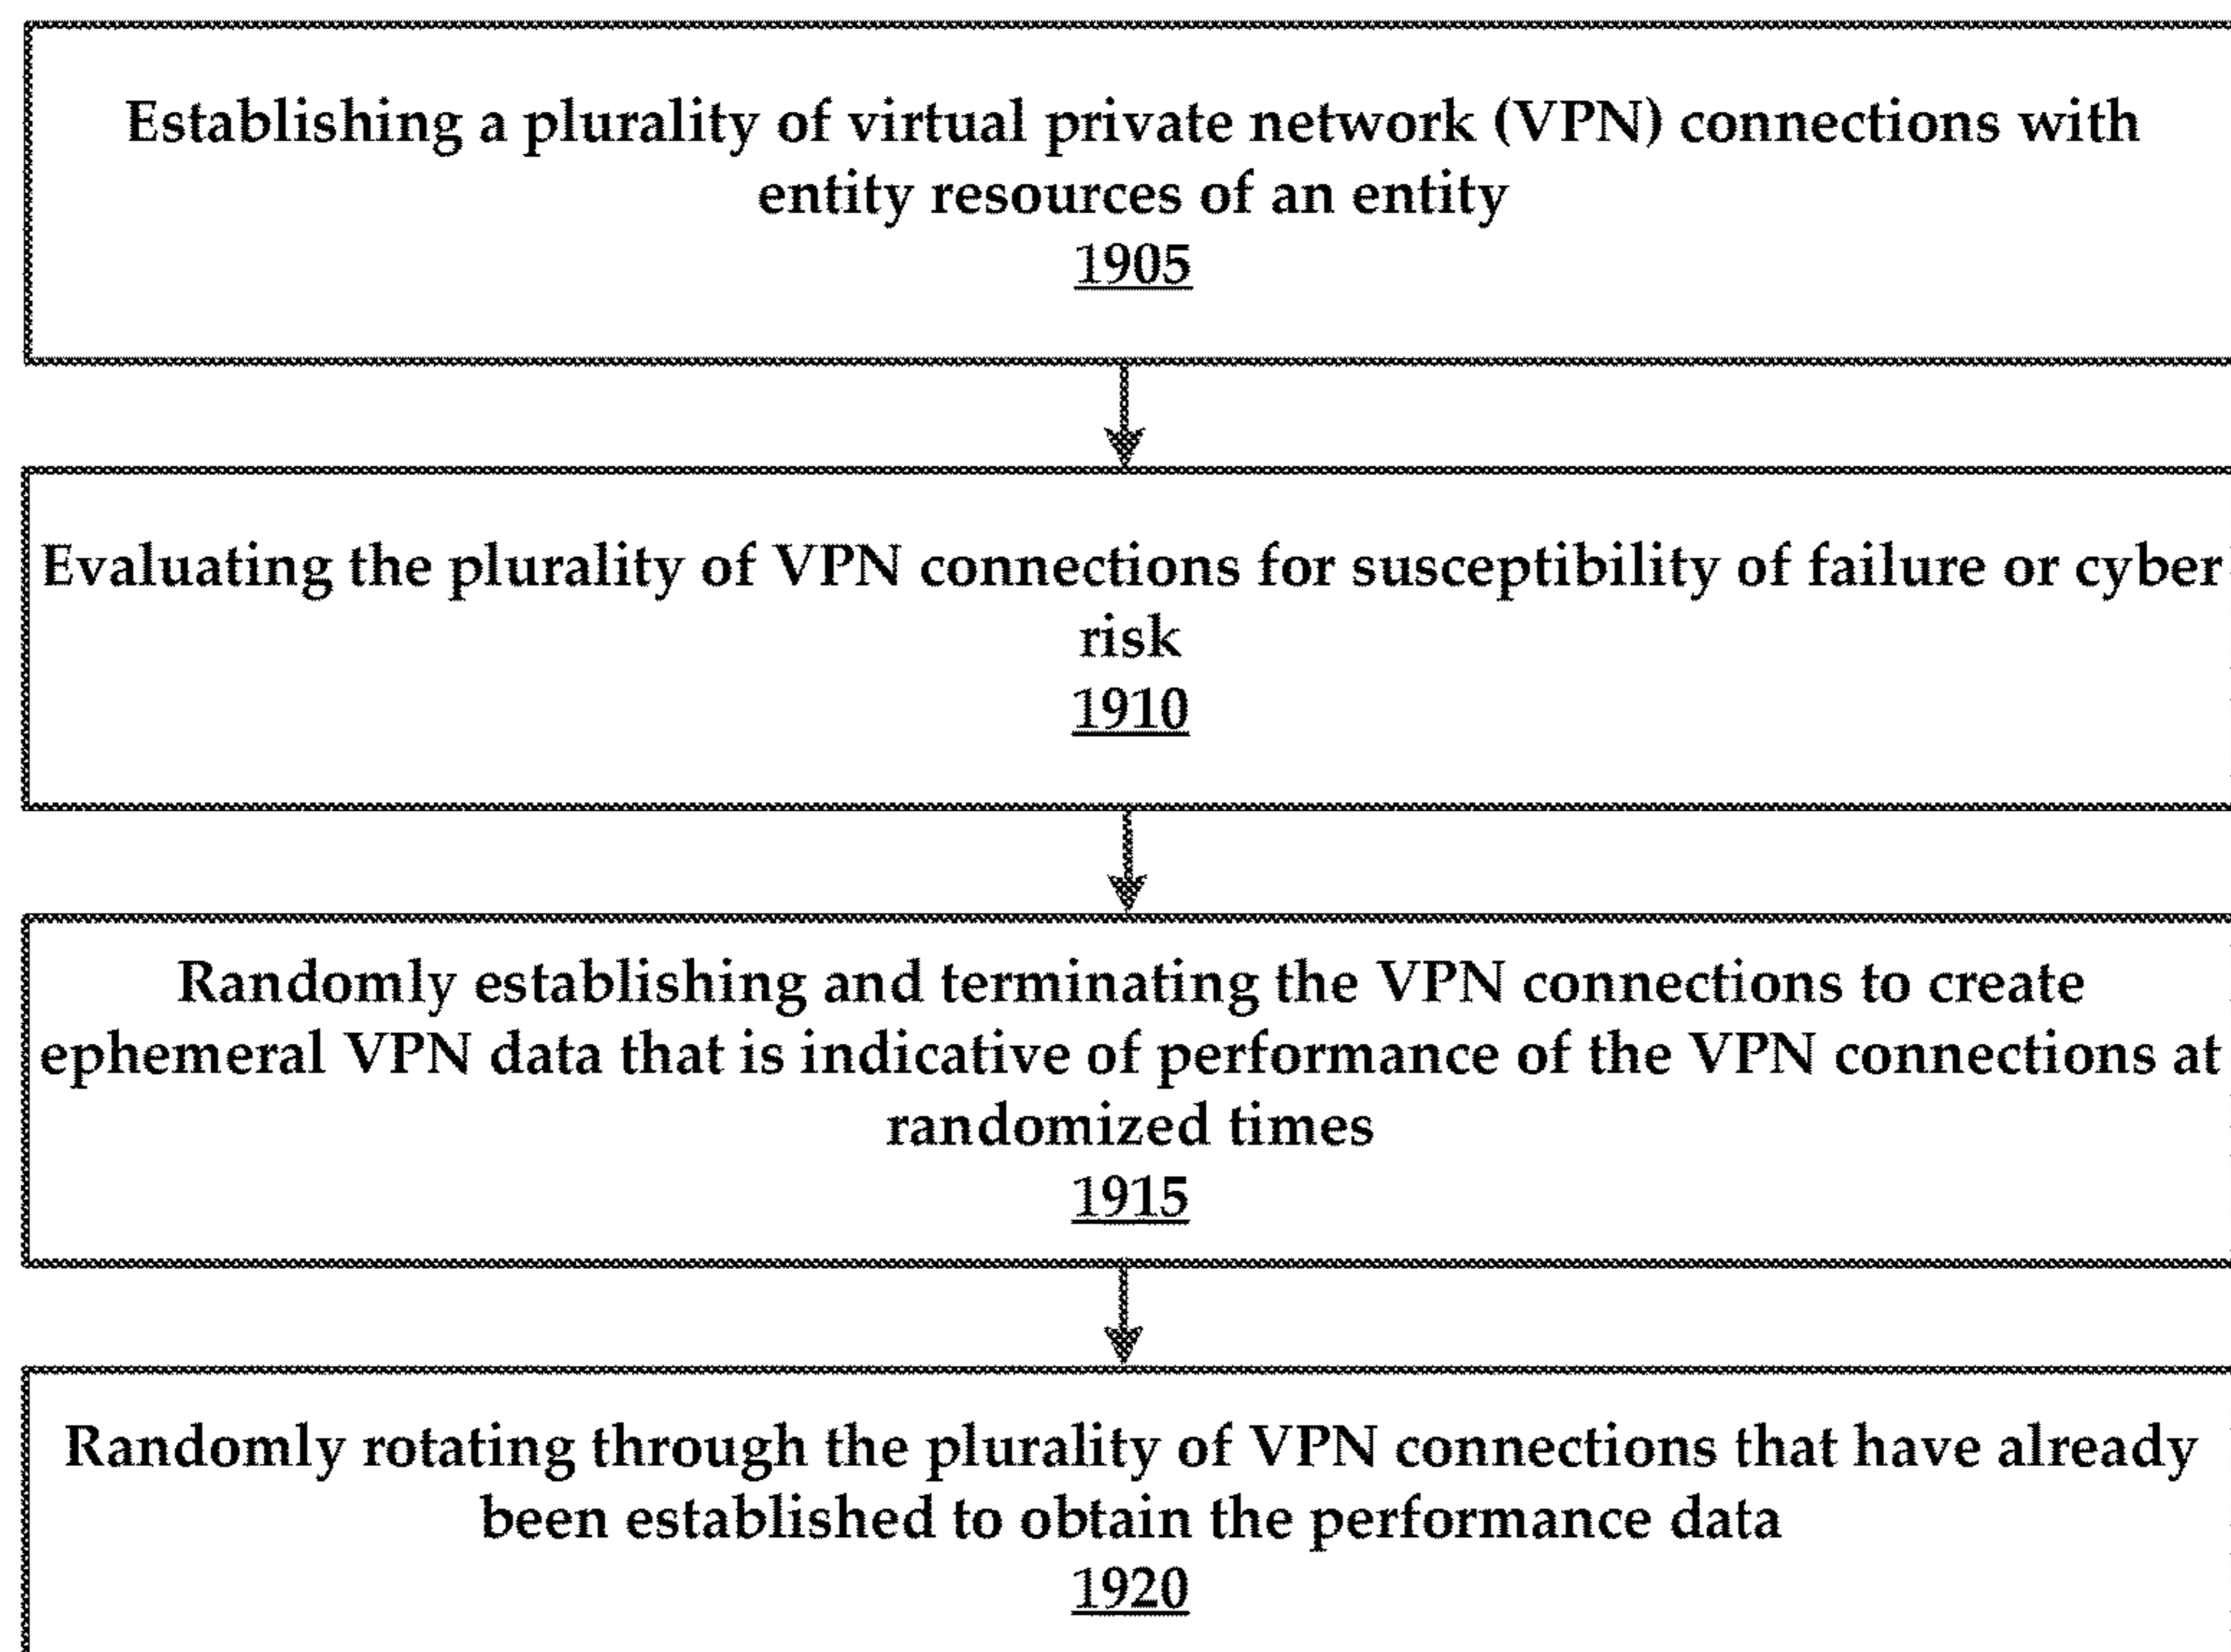 Establishing a plurality of virtual private network (VPN) connections with
entity resources of an entity
1905
Evaluating the plurality of VPN connections for susceptibility of failure or cyber
risk
1910
Randomly establishing and terminating the VPN connections to create
ephemeral VPN data that is indicative of performance of the VPN connections at
randomized times
1915
Randomly rotating through the plurality of VPN connections that have already
been established to obtain the performance data
1920